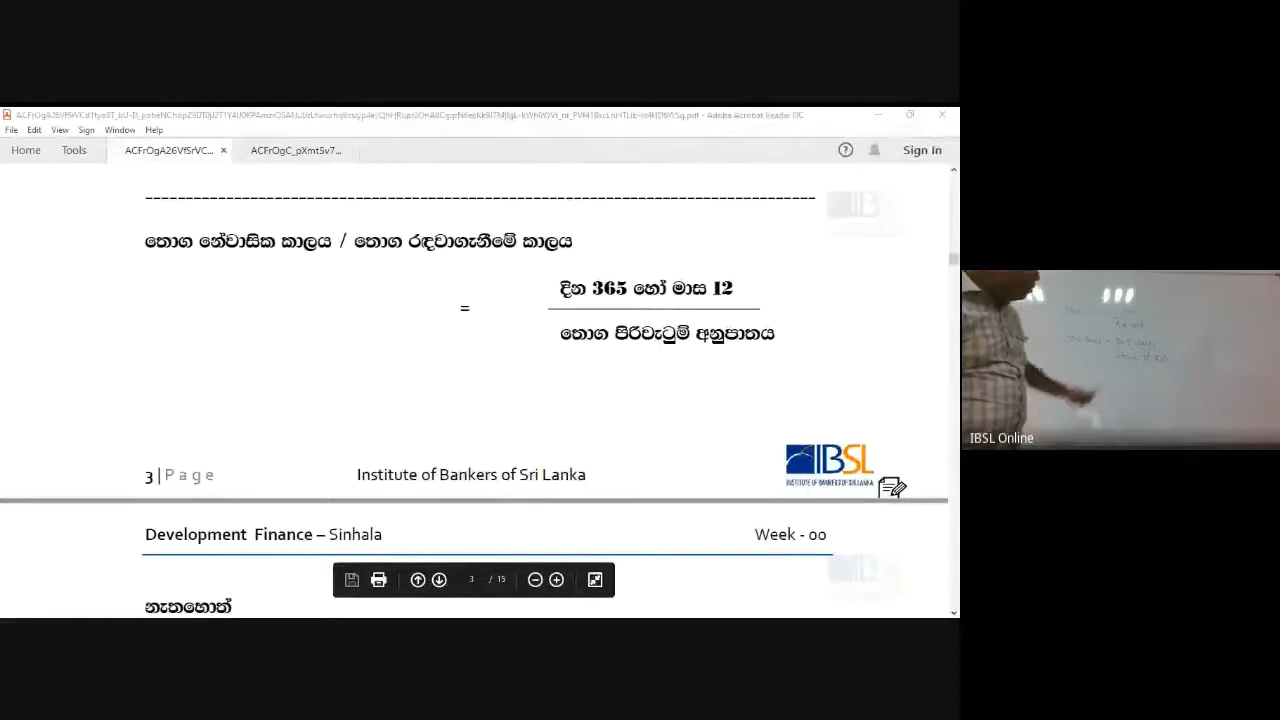 File Edit View Sign Window Help
Home Tools ACFrOgA26VfSrVC... × ACFrOgC_pXmtSv7... Sign In
තොග නේවාසික කාලය / තොග රඳවාගැනීමේ කාලය
= දින 365 හෝ මාස 12
තොග පිරිවැටුම් අනුපාතය
3 | Page Institute of Bankers of Sri Lanka IBSL
INSTITUTE OF BANKERS OF SRI LANKA
Development Finance – Sinhala Week - 00
3 / 15
නැතහොත්
IBSL Online